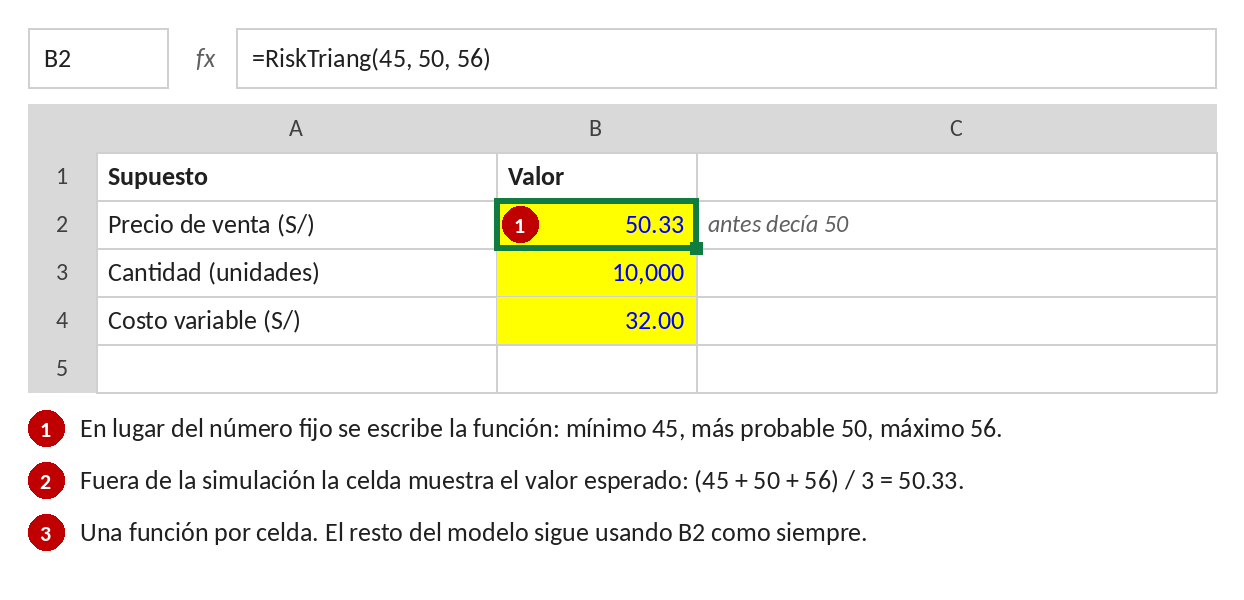 B2 fx =RiskTriang(45, 50, 56)
A B C
1 Supuesto Valor
2 Precio de venta (S/) 1 50.33 antes decía 50
3 Cantidad (unidades) 10,000
4 Costo variable (S/) 32.00
5
1 En lugar del número fijo se escribe la función: mínimo 45, más probable 50, máximo 56.
2 Fuera de la simulación la celda muestra el valor esperado: (45 + 50 + 56) / 3 = 50.33.
3 Una función por celda. El resto del modelo sigue usando B2 como siempre.